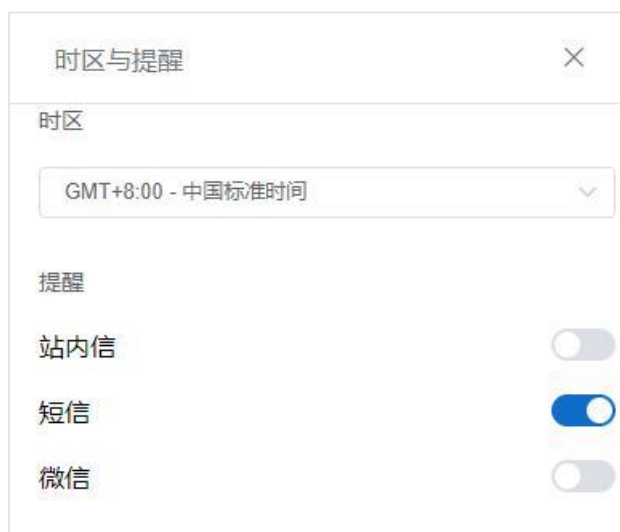 时区与提醒
时区
GMT+8:00 - 中国标准时间
提醒
站内信
短信
微信